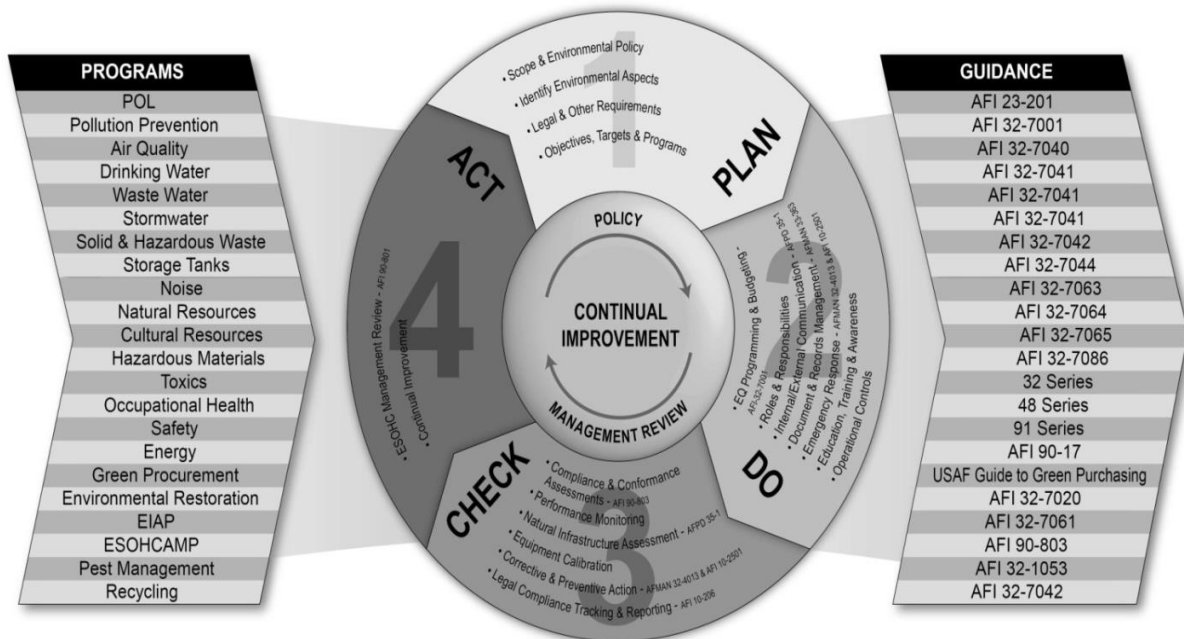 PROGRAMS
POL
Pollution Prevention
Air Quality
Drinking Water
Waste Water
Stormwater
Solid & Hazardous Waste
Storage Tanks
Noise
Natural Resources
Cultural Resources
Hazardous Materials
Toxics
Occupational Health
Safety
Energy
Green Procurement
Environmental Restoration
EIAP
ESOHCAMP
Pest Management
Recycling
1
PLAN
• Scope & Environmental Policy
• Identify Environmental Aspects
• Legal & Other Requirements
• Objectives, Targets & Programs
2
DO
• EQ Programming & Budgeting -
AFI-32-7001
• Roles & Responsibilities
• Internal/External Communication - AFPD 35-1
• Document & Records Management - AFMAN 33-363
• Emergency Response - AFMAN 32-4013 & AFI 10-2501
• Education, Training & Awareness
• Operational Controls
3
CHECK
• Compliance & Conformance
Assessments - AFI 90-803
• Performance Monitoring
• Natural Infrastructure Assessment - AFPD 35-1
• Equipment Calibration
• Corrective & Preventive Action - AFMAN 32-4013 & AFI 10-2501
• Legal Compliance Tracking & Reporting - AFI 10-206
4
ACT
• ESOHC Management Review - AFI 90-801
• Continual Improvement
POLICY
CONTINUAL
IMPROVEMENT
MANAGEMENT REVIEW
GUIDANCE
AFI 23-201
AFI 32-7001
AFI 32-7040
AFI 32-7041
AFI 32-7041
AFI 32-7041
AFI 32-7042
AFI 32-7044
AFI 32-7063
AFI 32-7064
AFI 32-7065
AFI 32-7086
32 Series
48 Series
91 Series
AFI 90-17
USAF Guide to Green Purchasing
AFI 32-7020
AFI 32-7061
AFI 90-803
AFI 32-1053
AFI 32-7042